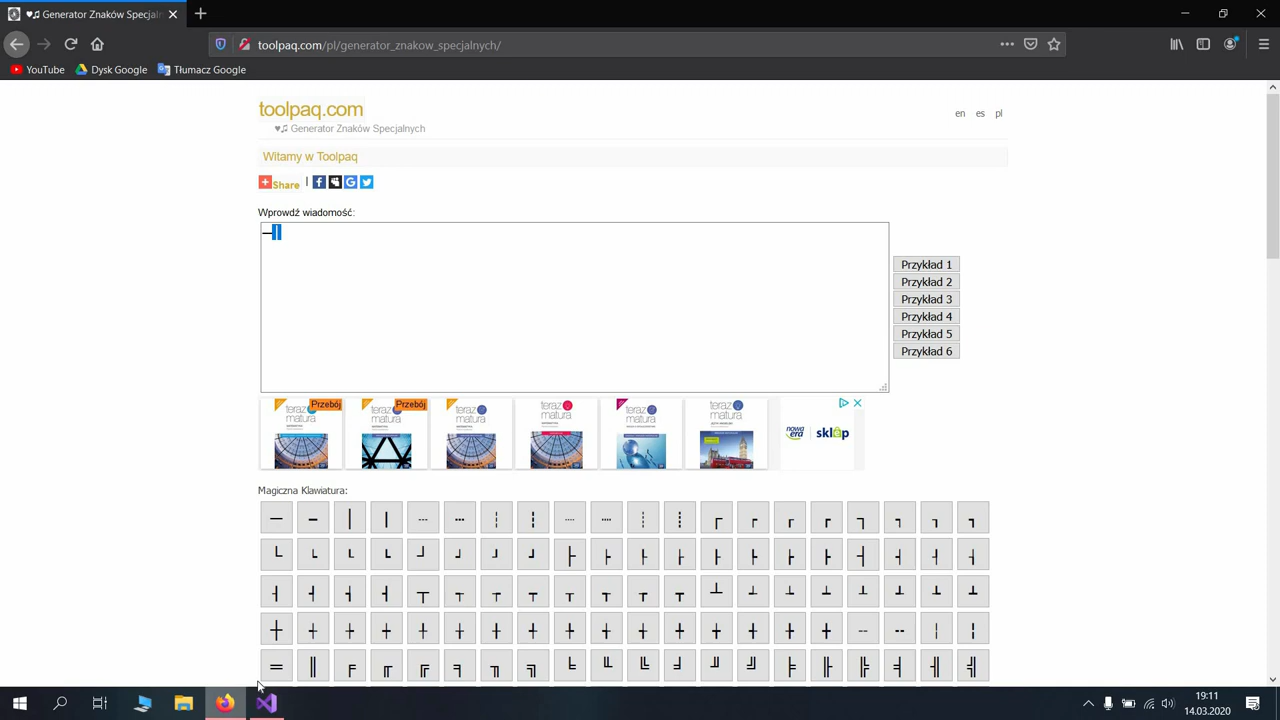 ♥♫ Generator Znaków Specjaln
toolpaq.com/pl/generator_znakow_specjalnych/
YouTube
Dysk Google
Tłumacz Google
toolpaq.com
en es pl
♥♫ Generator Znaków Specjalnych
Witamy w Toolpaq
Share | 
Wprowdź wiadomość:
─│
Przykład 1
Przykład 2
Przykład 3
Przykład 4
Przykład 5
Przykład 6
Przebój
Przebój
teraz matura
teraz matura
teraz matura
teraz matura
teraz matura
teraz matura
nowa era sklep
Magiczna Klawiatura:
─ ━ │ ┃ ┄ ┅ ┆ ┇ ┈ ┉ ┊ ┋ ┌ ┍ ┎ ┏ ┐ ┑ ┒ ┓
└ ┕ ┖ ┗ ┘ ┙ ┚ ┛ ├ ┝ ┞ ┟ ┠ ┡ ┢ ┣ ┤ ┥ ┦ ┧
┨ ┩ ┪ ┫ ┬ ┭ ┮ ┯ ┰ ┱ ┲ ┳ ┴ ┵ ┶ ┷ ┸ ┹ ┺ ┻
┼ ┽ ┾ ┿ ╀ ╁ ╂ ╃ ╄ ╅ ╆ ╇ ╈ ╉ ╊ ╋ ╌ ╍ ╎ ╏
═ ║ ╒ ╓ ╔ ╕ ╖ ╗ ╘ ╙ ╚ ╛ ╜ ╝ ╞ ╟ ╠ ╡ ╢ ╣
19:11
14.03.2020